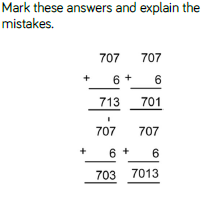 Mark these answers and explain the
mistakes.
707 707
+ 6 + 6
713 701
1
707 707
+ 6 + 6
703 7013